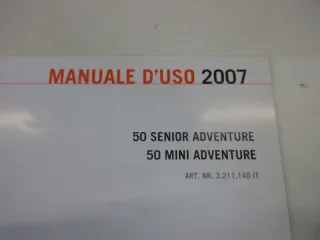 MANUALE D'USO 2007
50 SENIOR ADVENTURE
50 MINI ADVENTURE
ART. NR. 3.211.140 IT